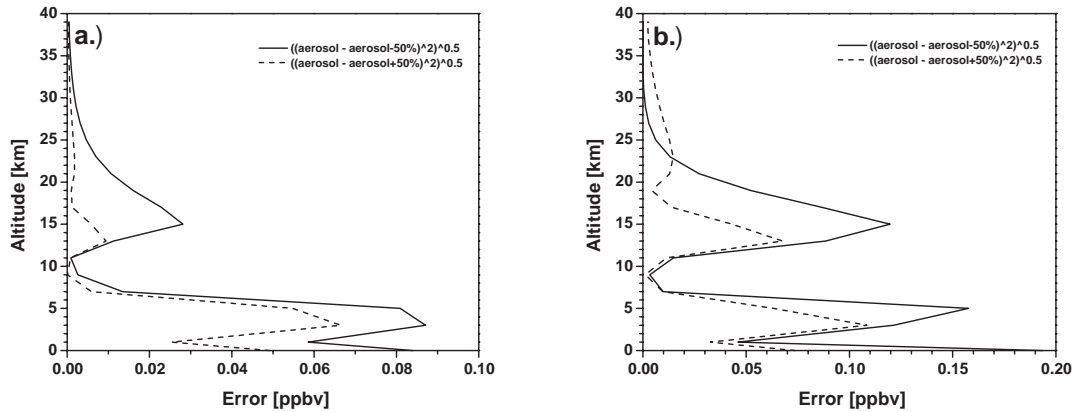 a.)
((aerosol - aerosol-50%)^2)^0.5
((aerosol - aerosol+50%)^2)^0.5
40
35
30
25
20
15
10
5
0
Altitude [km]
0.00 0.02 0.04 0.06 0.08 0.10
Error [ppbv]
b.)
((aerosol - aerosol-50%)^2)^0.5
((aerosol - aerosol+50%)^2)^0.5
40
35
30
25
20
15
10
5
0
Altitude [km]
0.00 0.05 0.10 0.15 0.20
Error [ppbv]